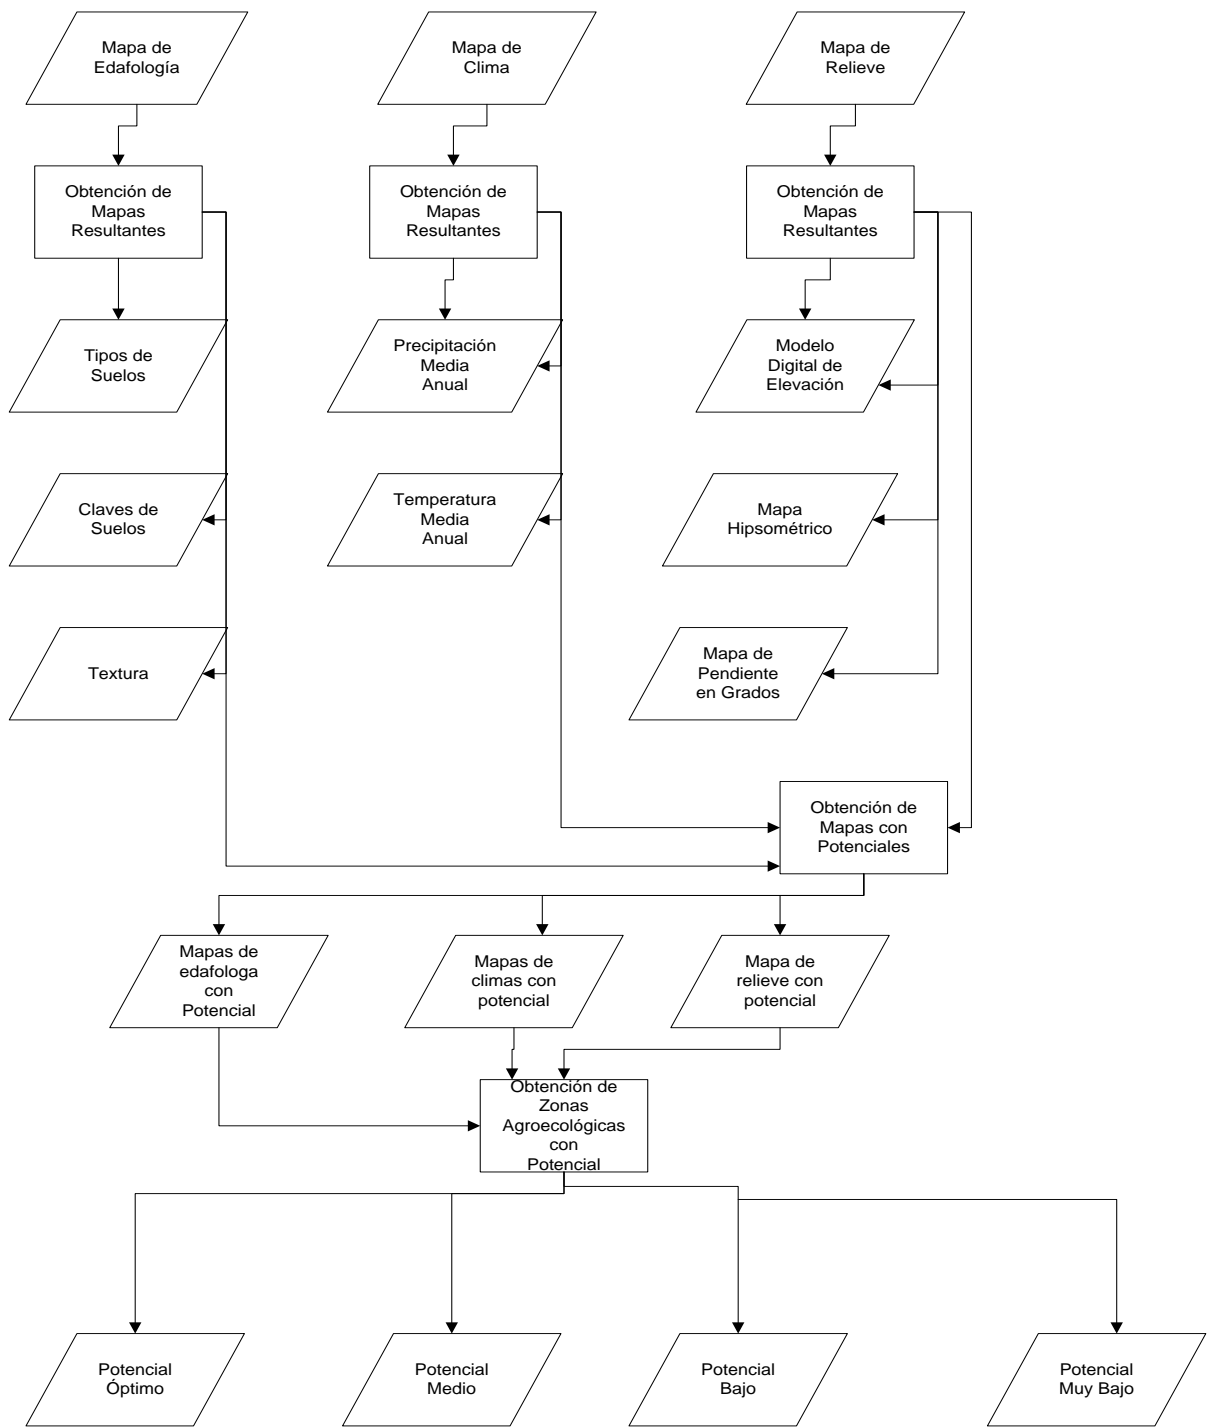 Mapa de
Edafología
Mapa de
Clima
Mapa de
Relieve
Obtención de
Mapas
Resultantes
Obtención de
Mapas
Resultantes
Obtención de
Mapas
Resultantes
Tipos de
Suelos
Precipitación
Media
Anual
Modelo
Digital de
Elevación
Claves de
Suelos
Temperatura
Media
Anual
Mapa
Hipsométrico
Textura
Mapa de
Pendiente
en Grados
Obtención de
Mapas con
Potenciales
Mapas de
edafologa
con
Potencial
Mapas de
climas con
potencial
Mapa de
relieve con
potencial
Obtención de
Zonas
Agroecológicas
con
Potencial
Potencial
Óptimo
Potencial
Medio
Potencial
Bajo
Potencial
Muy Bajo